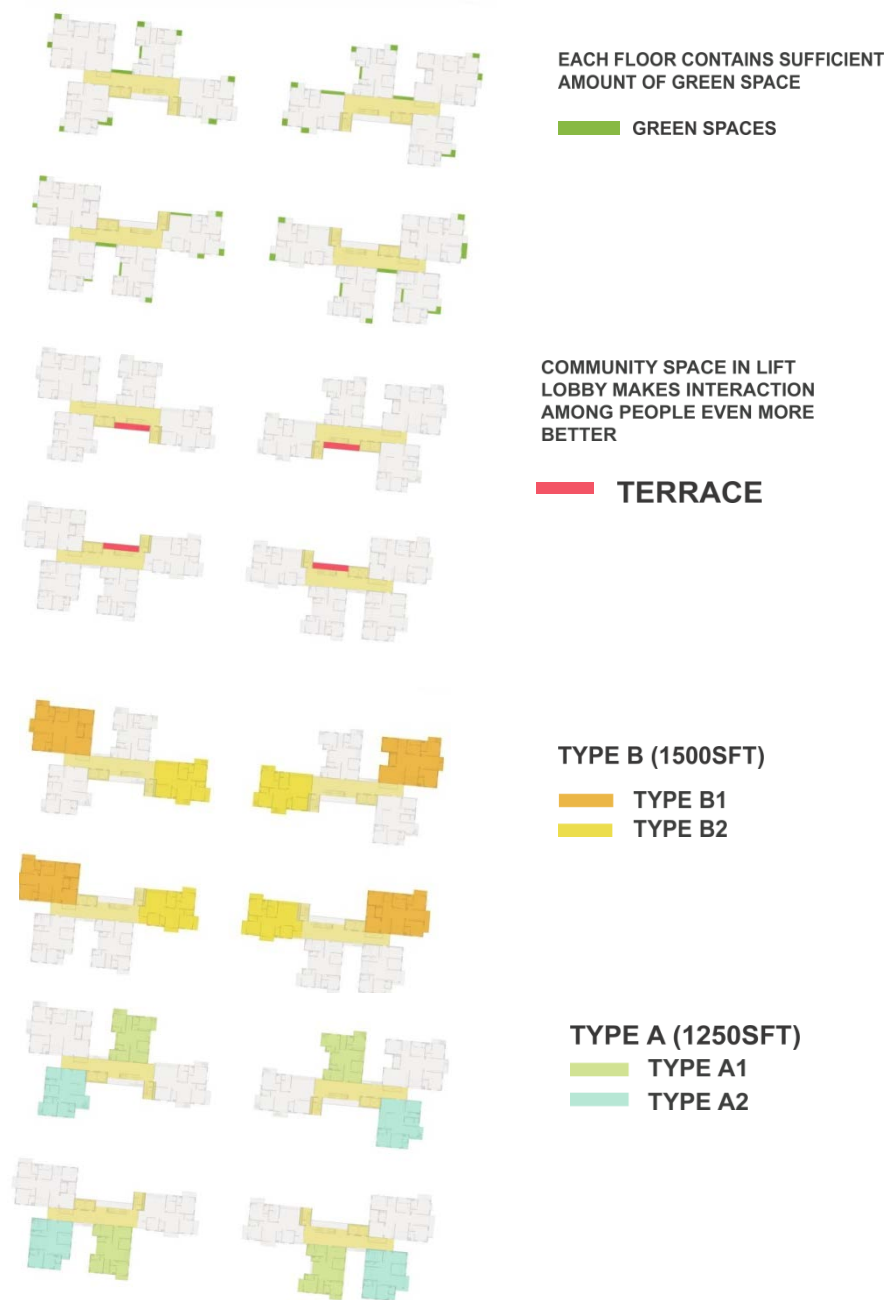 EACH FLOOR CONTAINS SUFFICIENT
AMOUNT OF GREEN SPACE
GREEN SPACES
COMMUNITY SPACE IN LIFT
LOBBY MAKES INTERACTION
AMONG PEOPLE EVEN MORE
BETTER
TERRACE
TYPE B (1500SFT)
TYPE B1
TYPE B2
TYPE A (1250SFT)
TYPE A1
TYPE A2